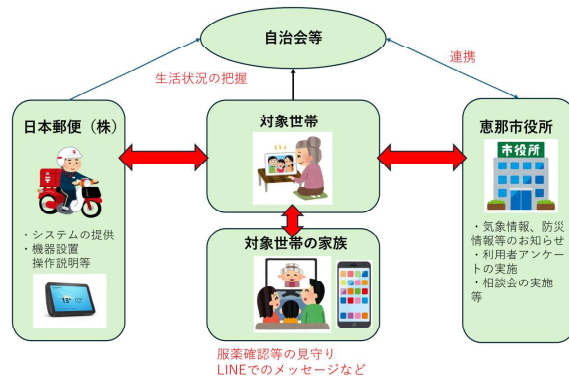 自治会等
生活状況の把握
連携
日本郵便（株）
・システムの提供
・機器設置
操作説明等
対象世帯
恵那市役所
市役所
・気象情報、防災
情報等のお知らせ
・利用者アンケー
トの実施
・相談会の実施
等
対象世帯の家族
服薬確認等の見守り
LINEでのメッセージなど